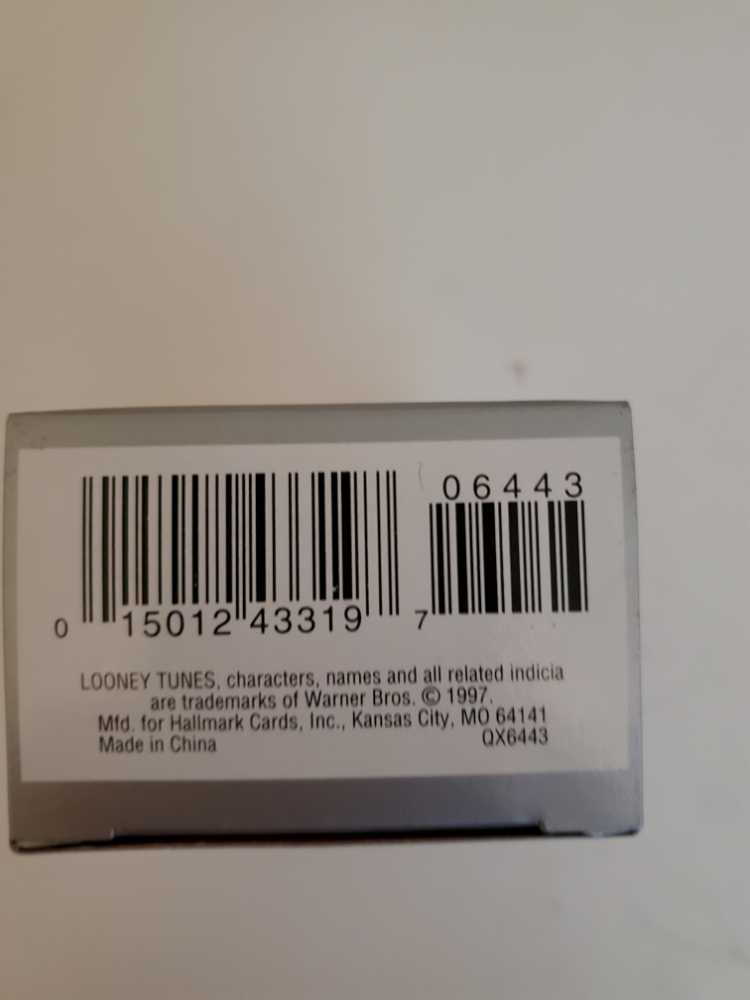 06443
0 15012 43319 7
LOONEY TUNES, characters, names and all related indicia
are trademarks of Warner Bros. © 1997.
Mfd. for Hallmark Cards, Inc., Kansas City, MO 64141
Made in China QX6443